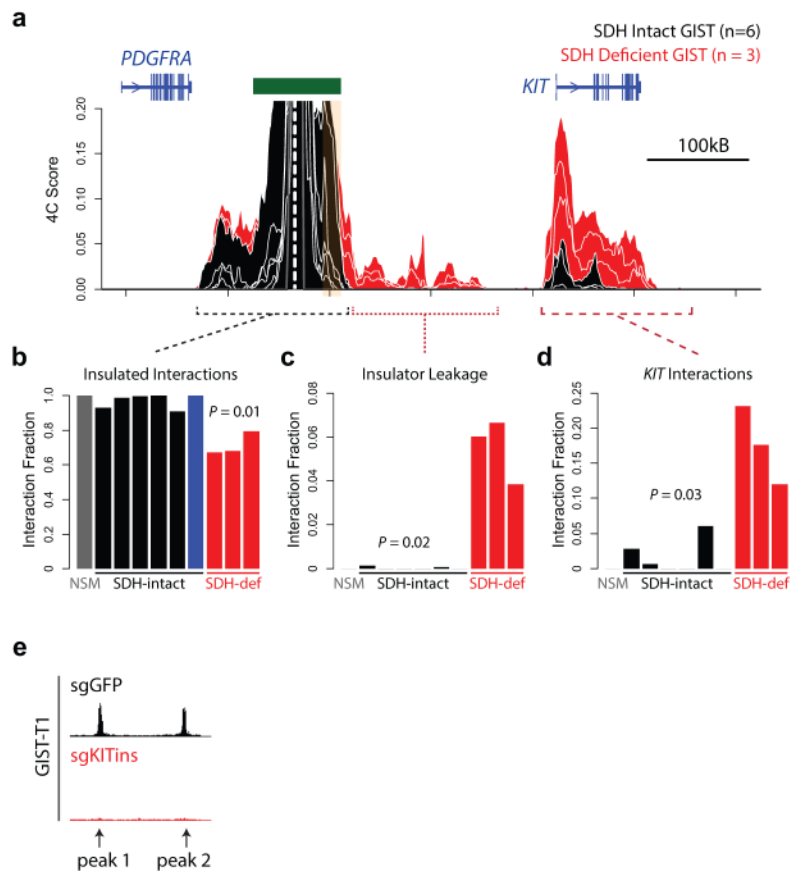 a
SDH Intact GIST (n=6)
SDH Deficient GIST (n = 3)
PDGFRA
KIT
100kB
4C Score
0.20
0.15
0.10
0.05
0.00
b
Insulated Interactions
Interaction Fraction
1.0
0.8
0.6
0.4
0.2
0
P = 0.01
NSM
SDH-intact
SDH-def
c
Insulator Leakage
Interaction Fraction
0.08
0.06
0.04
0.02
0
P = 0.02
NSM
SDH-intact
SDH-def
d
KIT Interactions
Interaction Fraction
0.25
0.20
0.15
0.10
0.05
0
P = 0.03
NSM
SDH-intact
SDH-def
e
GIST-T1
sgGFP
sgKITins
peak 1
peak 2